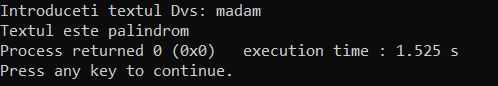 Introduceti textul Dvs: madam
Textul este palindrom
Process returned 0 (0x0)   execution time : 1.525 s
Press any key to continue.